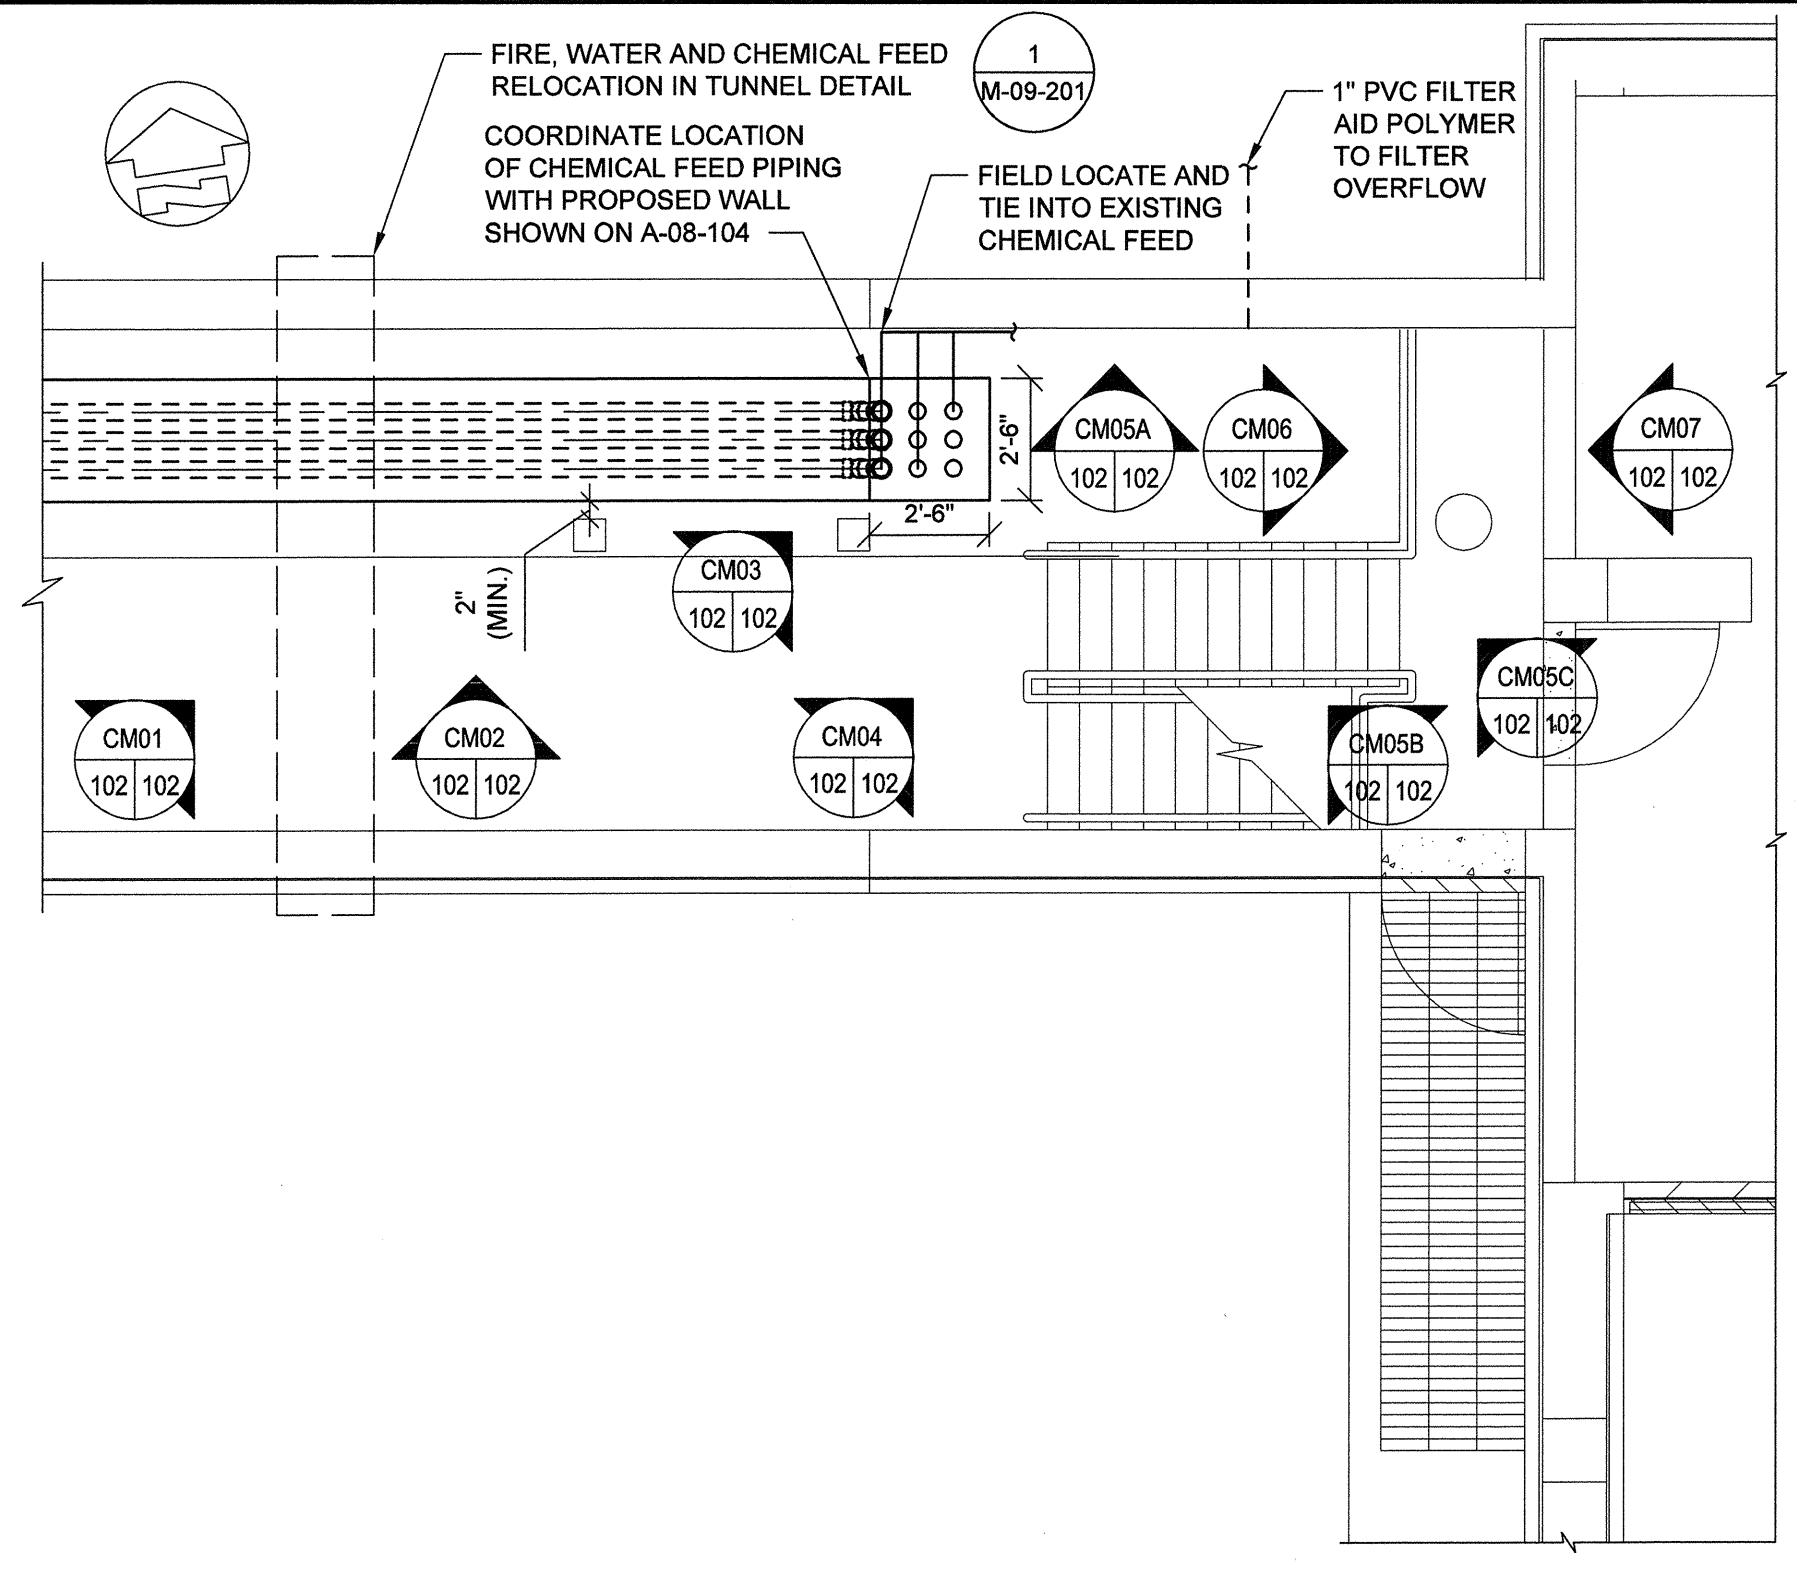 FIRE, WATER AND CHEMICAL FEED
RELOCATION IN TUNNEL DETAIL
1
M-09-201
COORDINATE LOCATION
OF CHEMICAL FEED PIPING
WITH PROPOSED WALL
SHOWN ON A-08-104
FIELD LOCATE AND
TIE INTO EXISTING
CHEMICAL FEED
1" PVC FILTER
AID POLYMER
TO FILTER
OVERFLOW
2'-6"
2'-6"
2"
(MIN.)
CM05A
102 102
CM06
102 102
CM07
102 102
CM03
102 102
CM05C
102 102
CM01
102 102
CM02
102 102
CM04
102 102
CM05B
102 102